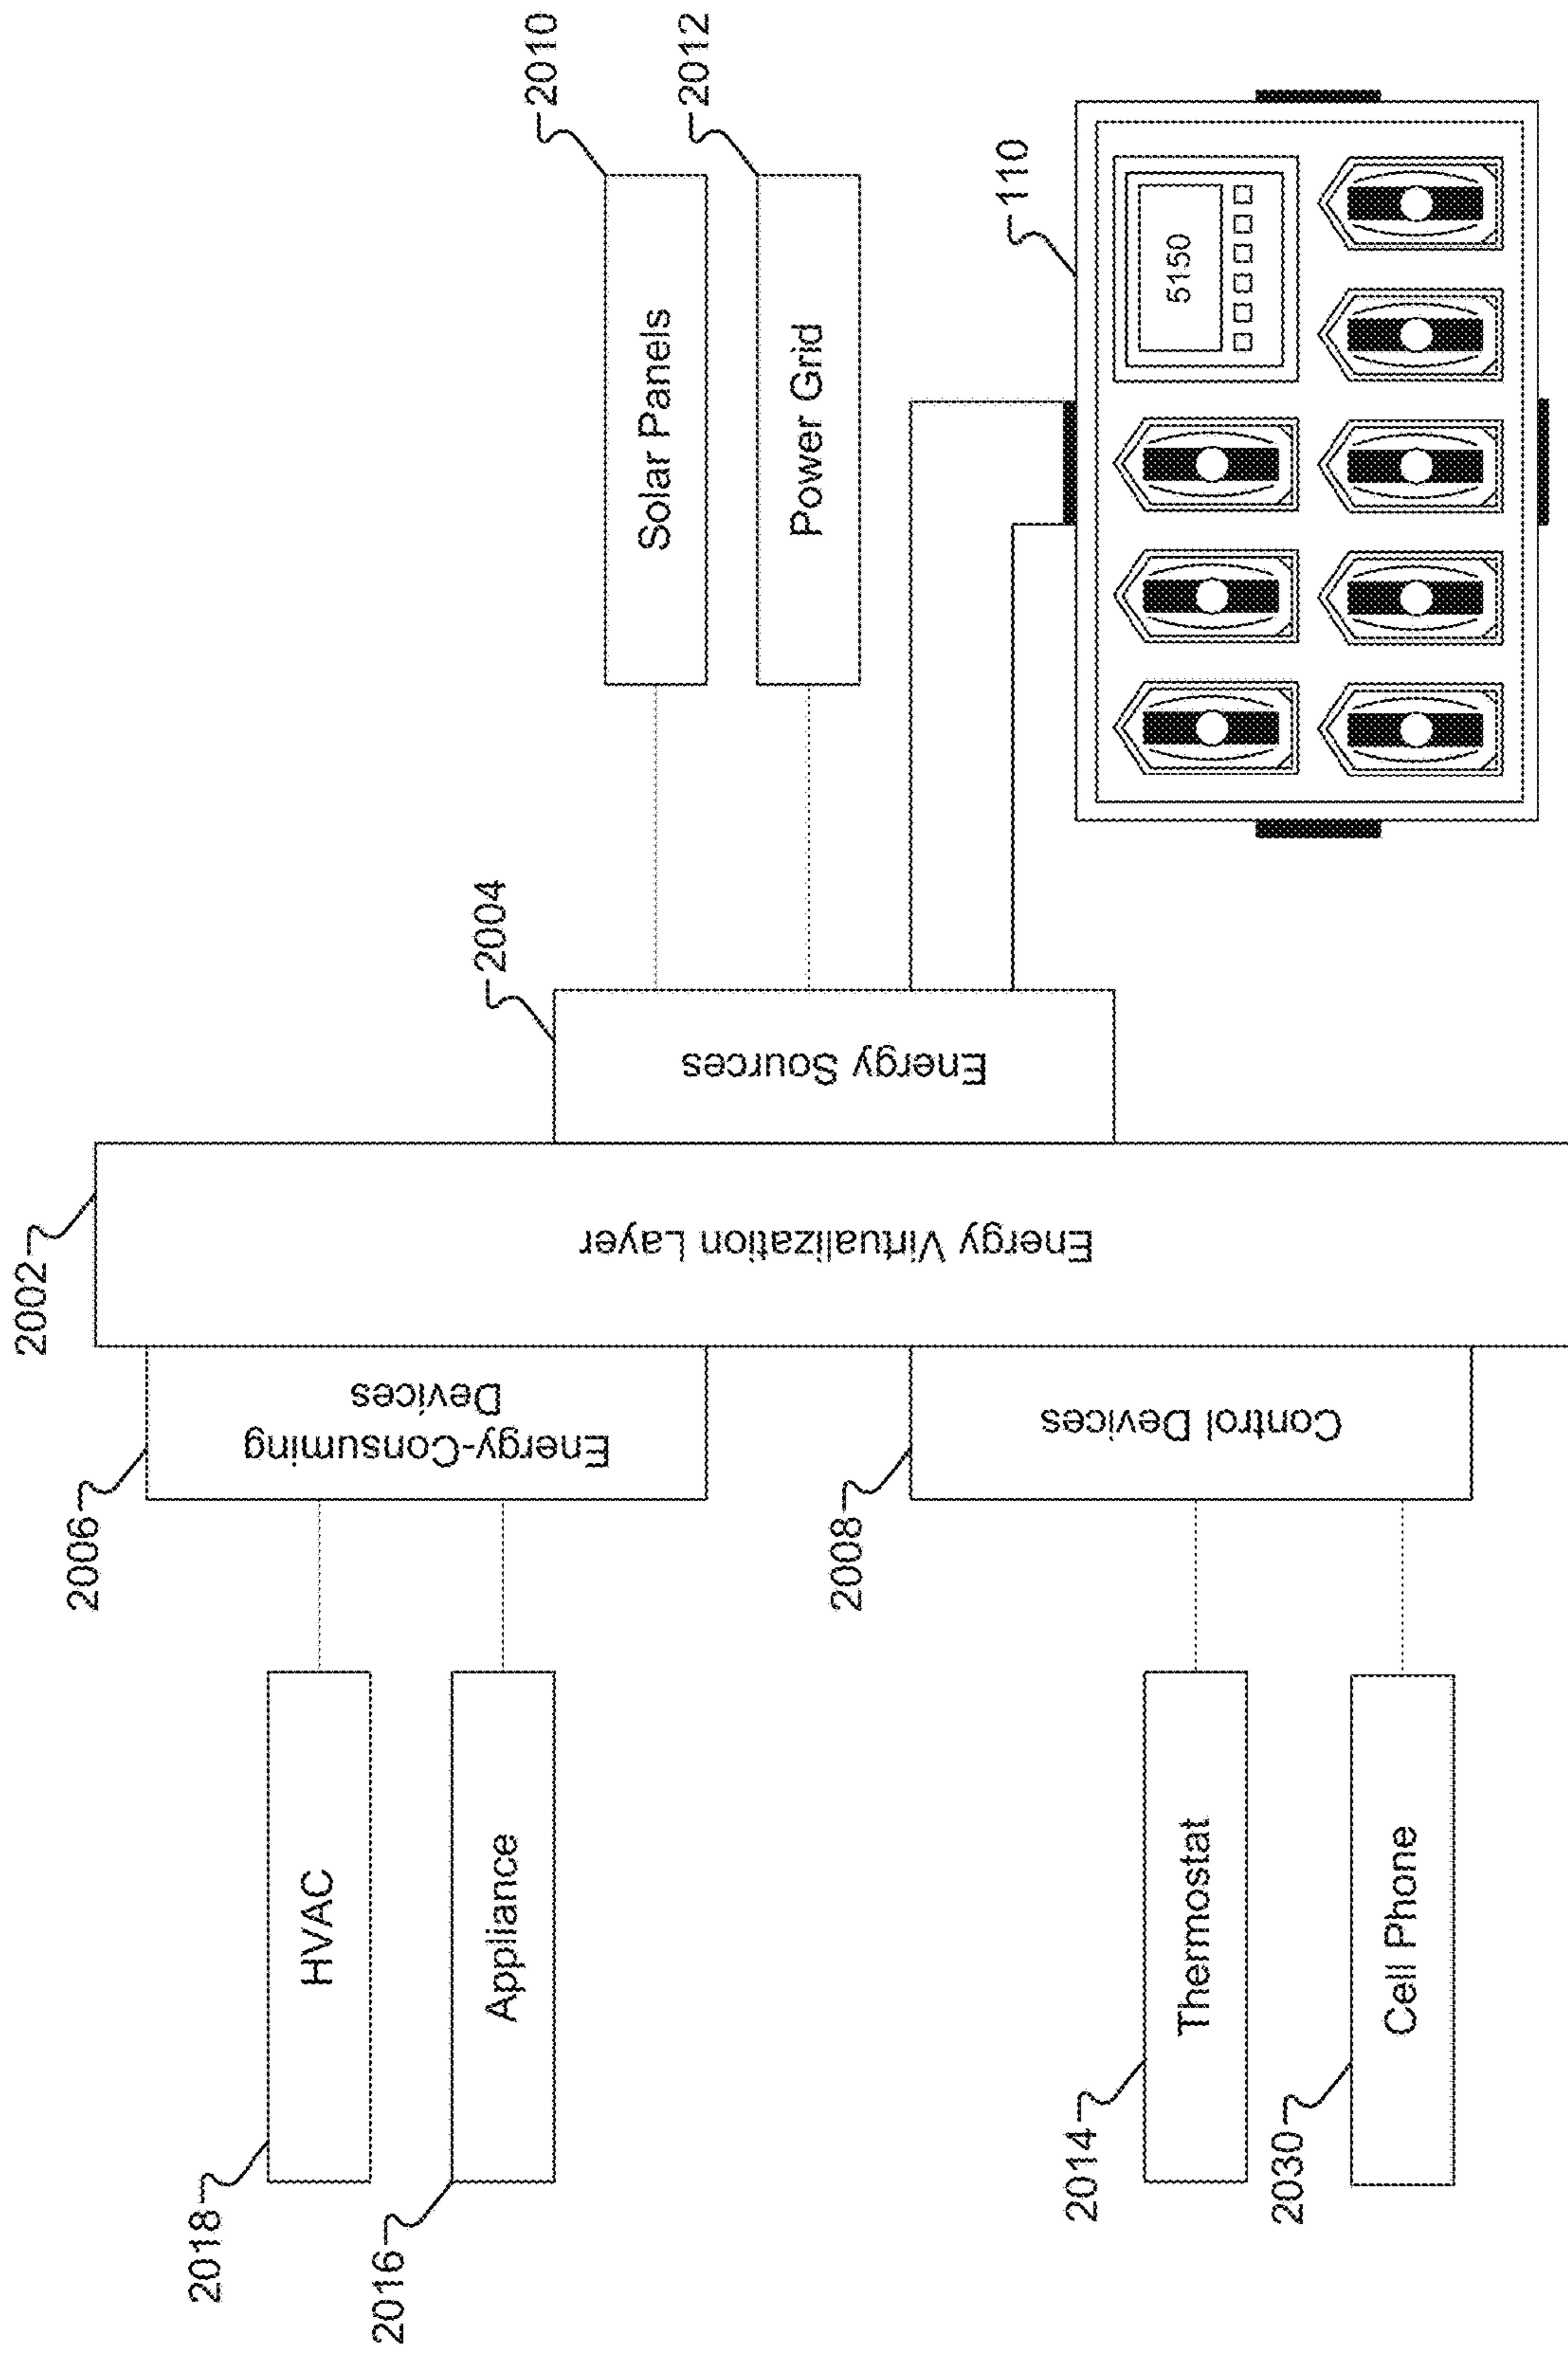 2018
HVAC
2016
Appliance
2014
Thermostat
2030
Cell Phone
2006
Energy-Consuming
Devices
2008
Control Devices
2002
Energy Virtualization Layer
2004
Energy Sources
2010
Solar Panels
2012
Power Grid
110
5150